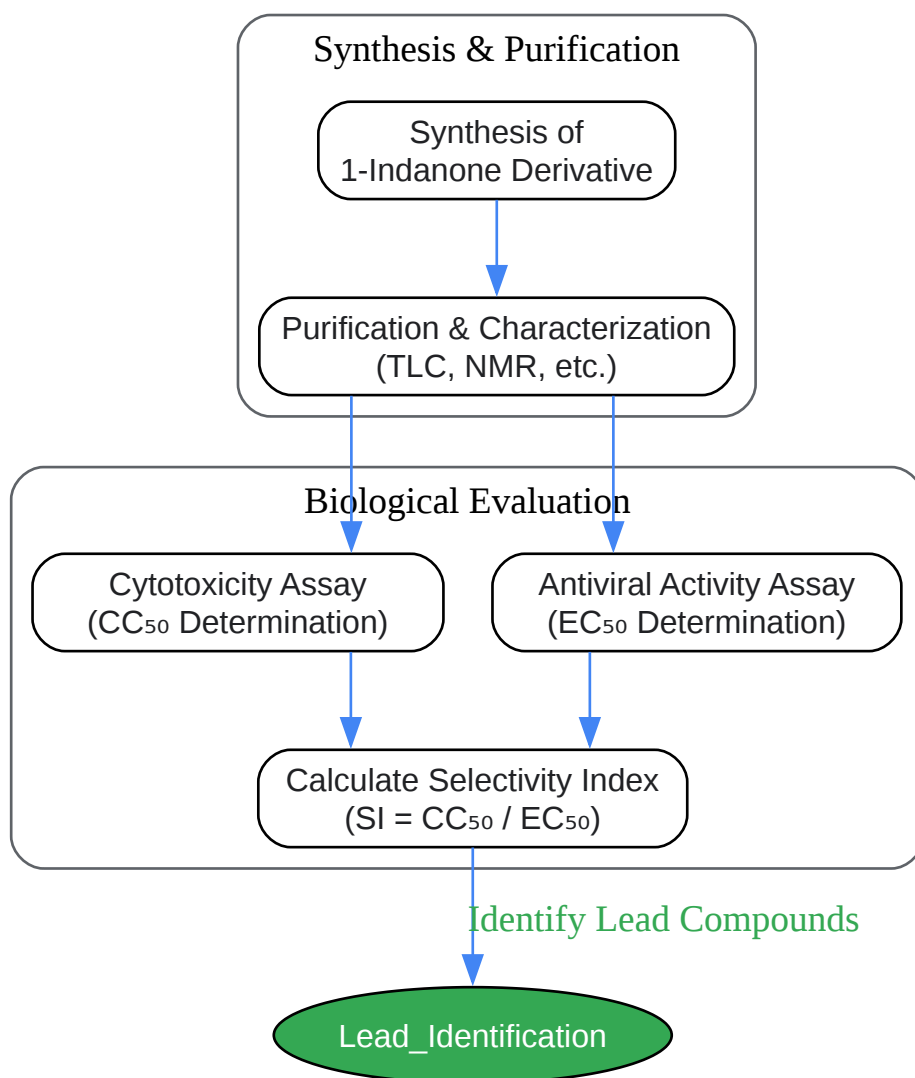 Synthesis & Purification
Synthesis of
1-Indanone Derivative
Purification & Characterization
(TLC, NMR, etc.)
Biological Evaluation
Cytotoxicity Assay
(CC₅₀ Determination)
Antiviral Activity Assay
(EC₅₀ Determination)
Calculate Selectivity Index
(SI = CC₅₀ / EC₅₀)
Identify Lead Compounds
Lead_Identification